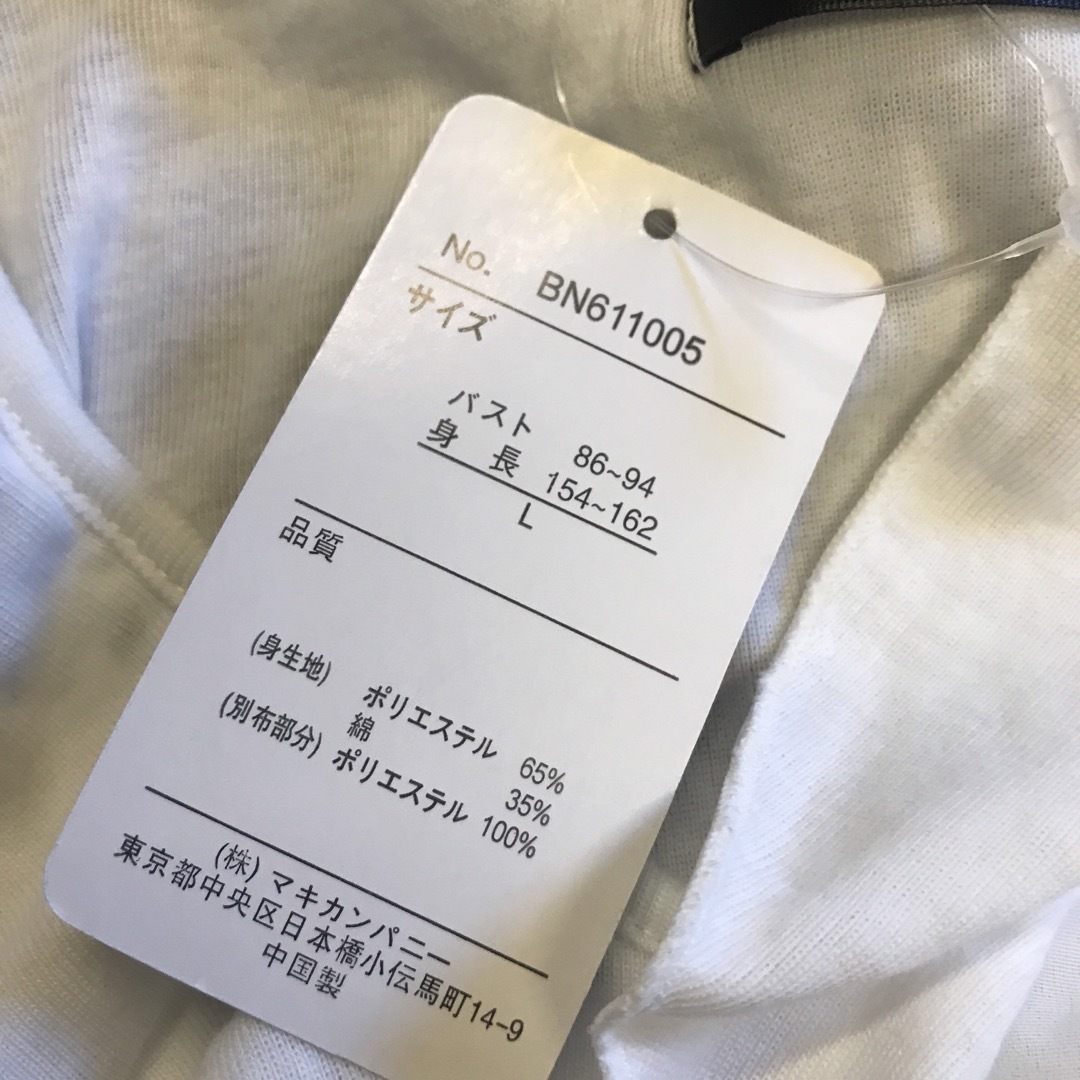 No. BN611005
サイズ
バスト 86~94
身 長 154~162
L
品質
(身生地) ポリエステル 65%
綿 35%
(別布部分) ポリエステル 100%
(株) マキカンパニー
東京都中央区日本橋小伝馬町14-9
中国製